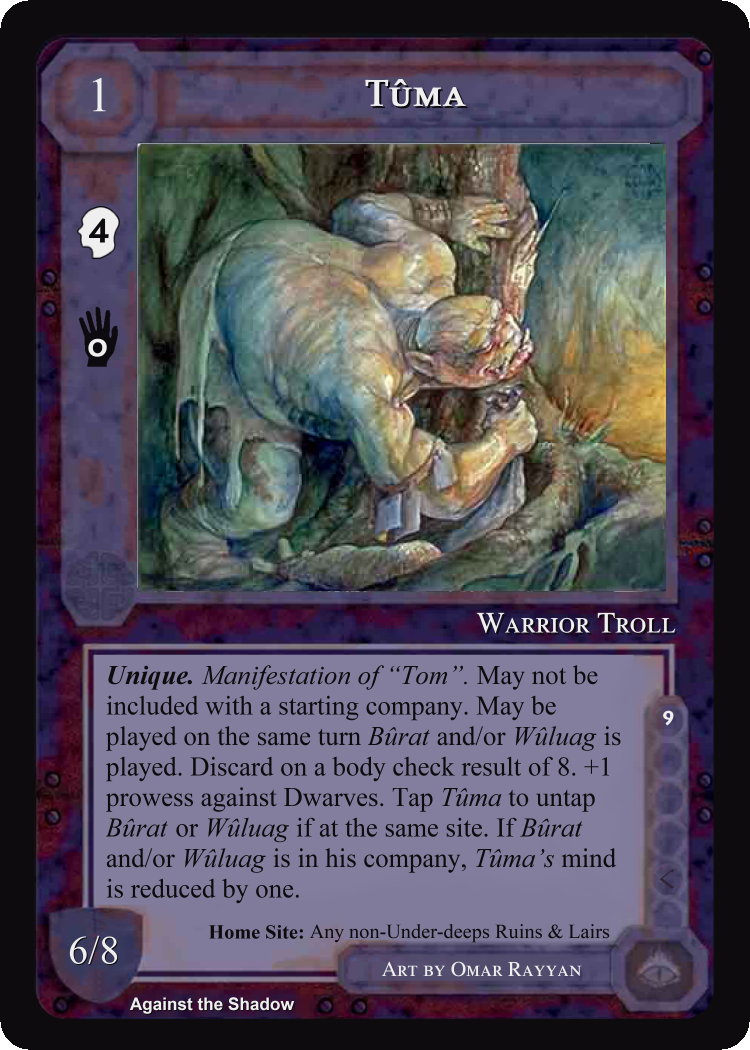 1
TÛMA
4
0
WARRIOR TROLL
Unique. Manifestation of “Tom”. May not be
included with a starting company. May be
played on the same turn Bûrat and/or Wûluag is
played. Discard on a body check result of 8. +1
prowess against Dwarves. Tap Tûma to untap
Bûrat or Wûluag if at the same site. If Bûrat
and/or Wûluag is in his company, Tûma’s mind
is reduced by one.
9
Home Site: Any non-Under-deeps Ruins & Lairs
6/8
ART BY OMAR RAYYAN
Against the Shadow